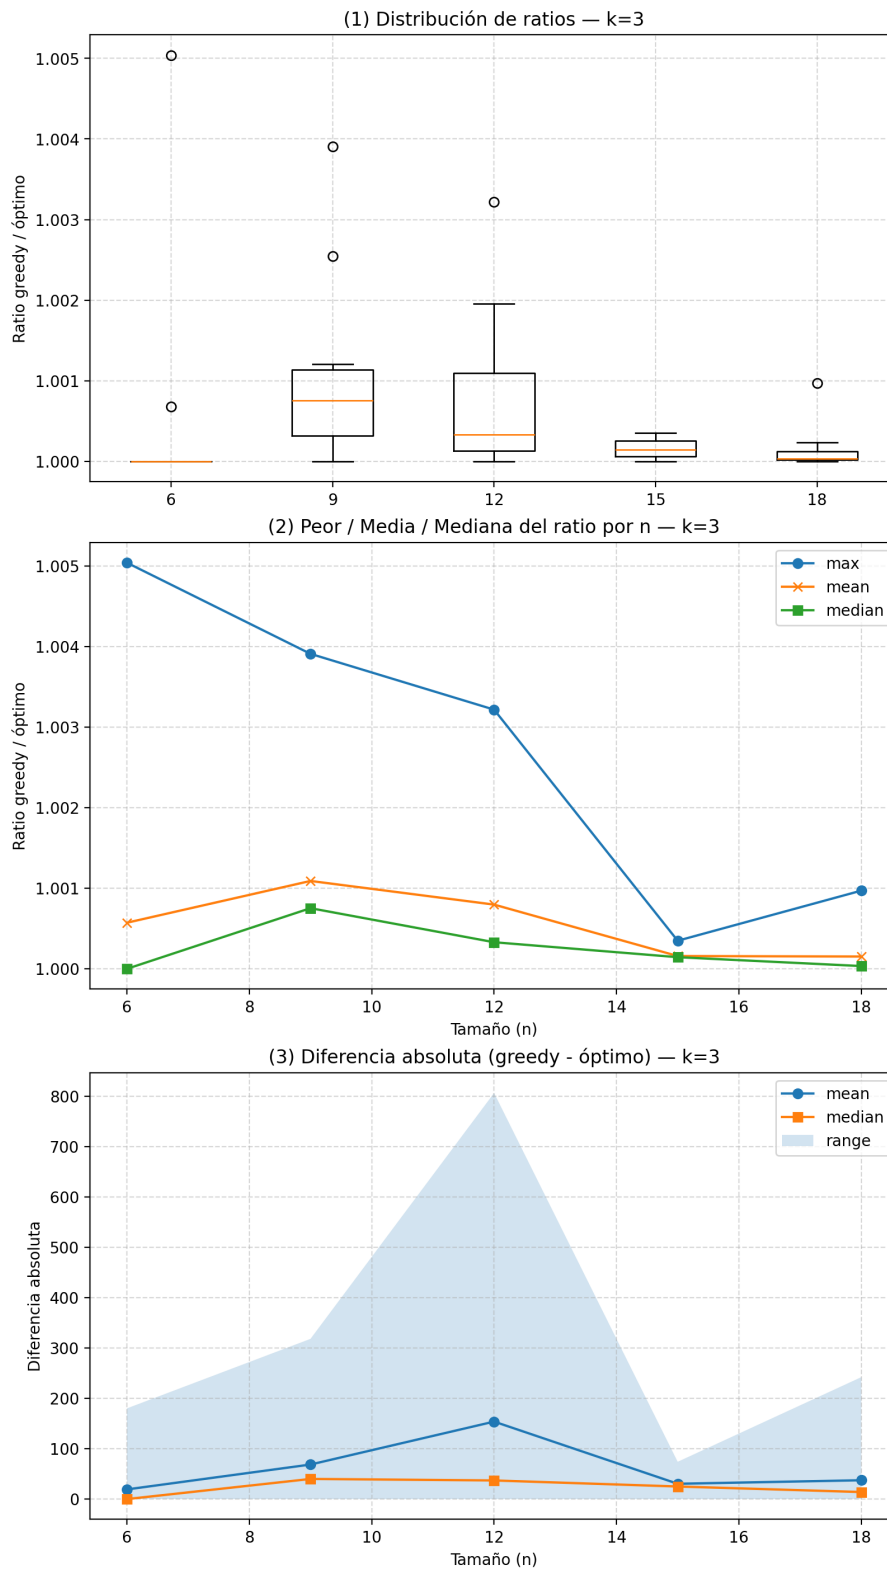 (1) Distribución de ratios — k=3
Ratio greedy / óptimo
1.005
1.004
1.003
1.002
1.001
1.000
6 9 12 15 18
(2) Peor / Media / Mediana del ratio por n — k=3
Ratio greedy / óptimo
1.005
1.004
1.003
1.002
1.001
1.000
max
mean
median
6 8 10 12 14 16 18
Tamaño (n)
(3) Diferencia absoluta (greedy - óptimo) — k=3
Diferencia absoluta
800
700
600
500
400
300
200
100
0
mean
median
range
6 8 10 12 14 16 18
Tamaño (n)